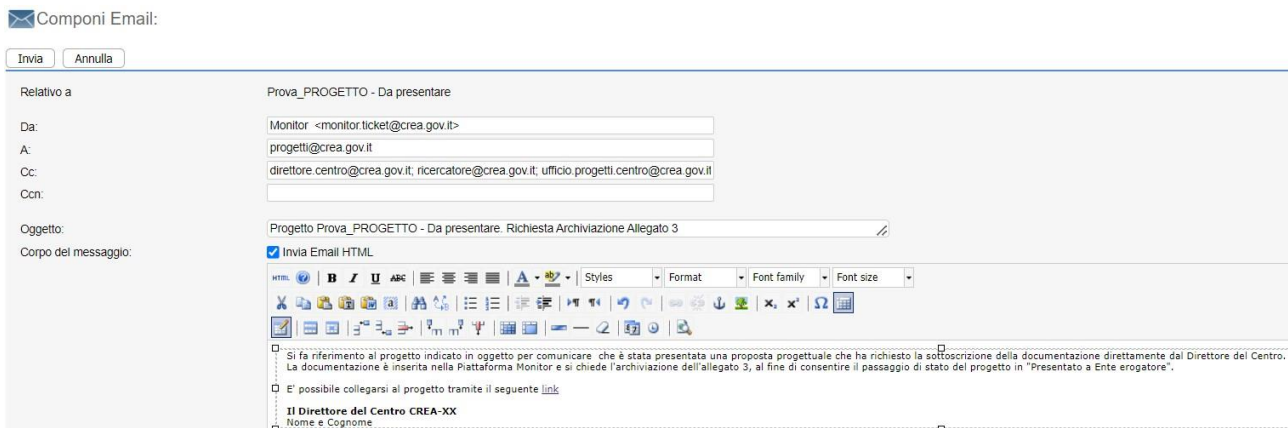 Componi Email:
Invia Annulla
Relativo a Prova_PROGETTO - Da presentare
Da: Monitor <monitor.ticket@crea.gov.it>
A: progetti@crea.gov.it
Cc: direttore.centro@crea.gov.it; ricercatore@crea.gov.it; ufficio.progetti.centro@crea.gov.it
Ccn:
Oggetto: Progetto Prova_PROGETTO - Da presentare. Richiesta Archiviazione Allegato 3
Corpo del messaggio: Invia Email HTML
HTML B I U ABC A ab Styles Format Font family Font size
Si fa riferimento al progetto indicato in oggetto per comunicare che è stata presentata una proposta progettuale che ha richiesto la sottoscrizione della documentazione direttamente dal Direttore del Centro.
La documentazione è inserita nella Piattaforma Monitor e si chiede l'archiviazione dell'allegato 3, al fine di consentire il passaggio di stato del progetto in "Presentato a Ente erogatore".
E' possibile collegarsi al progetto tramite il seguente link
Il Direttore del Centro CREA-XX
Nome e Cognome